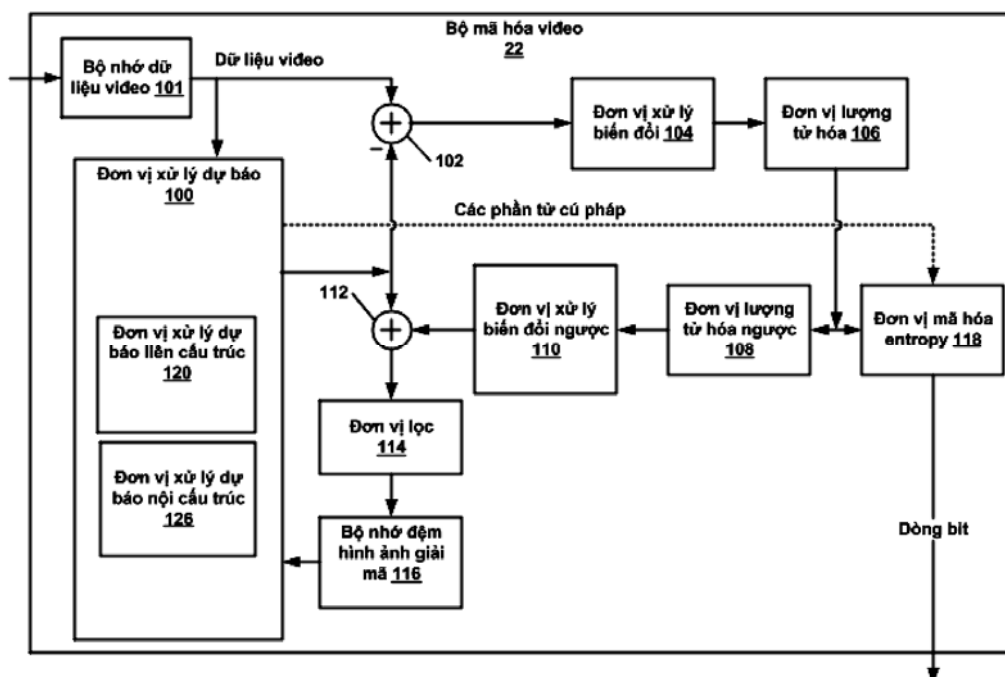 Bộ mã hóa video
22
Bộ nhớ dữ
liệu video 101
Dữ liệu video
102
Đơn vị xử lý
biến đổi 104
Đơn vị lượng
tử hóa 106
Đơn vị xử lý dự báo
100
Các phần tử cú pháp
112
Đơn vị xử lý
biến đổi ngược
110
Đơn vị lượng
tử hóa ngược
108
Đơn vị mã hóa
entropy 118
Đơn vị xử lý dự
báo liên cấu trúc
120
Đơn vị lọc
114
Đơn vị xử lý dự
báo nội cấu trúc
126
Bộ nhớ đệm
hình ảnh giải
mã 116
Dòng bit